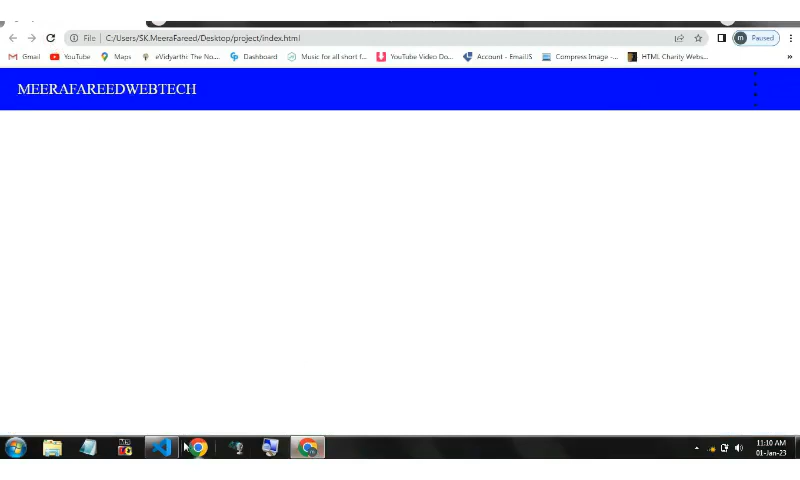 File C:/Users/SK.MeeraFareed/Desktop/project/index.html
Paused
Gmail YouTube Maps eVidyarthi: The No... Dashboard Music for all short f... YouTube Video Do... Account - EmailJS Compress Image -... HTML Charity Webs... »
MEERAFAREEDWEBTECH
11:10 AM
01-Jan-23